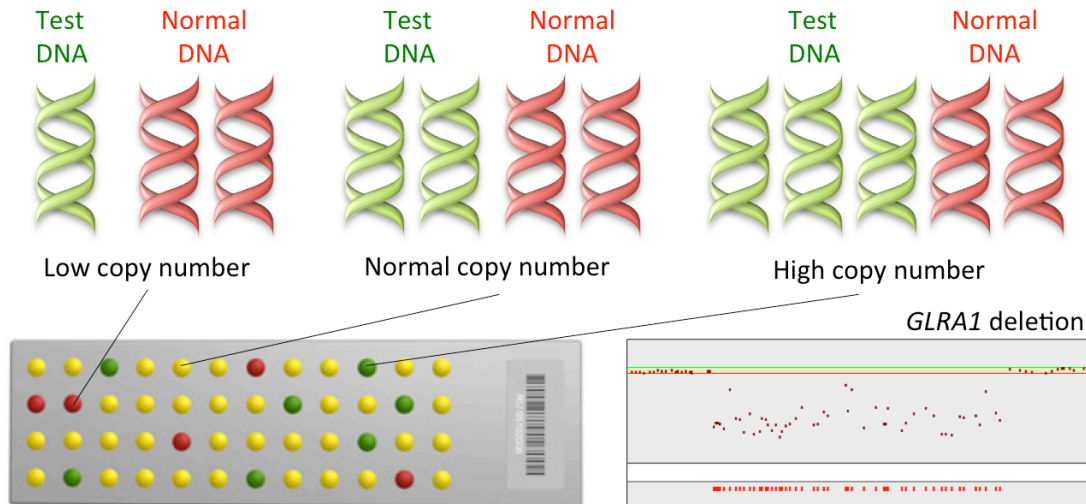 Test DNA
Normal DNA
Test DNA
Normal DNA
Test DNA
Normal DNA
Low copy number
Normal copy number
High copy number
GLRA1 deletion